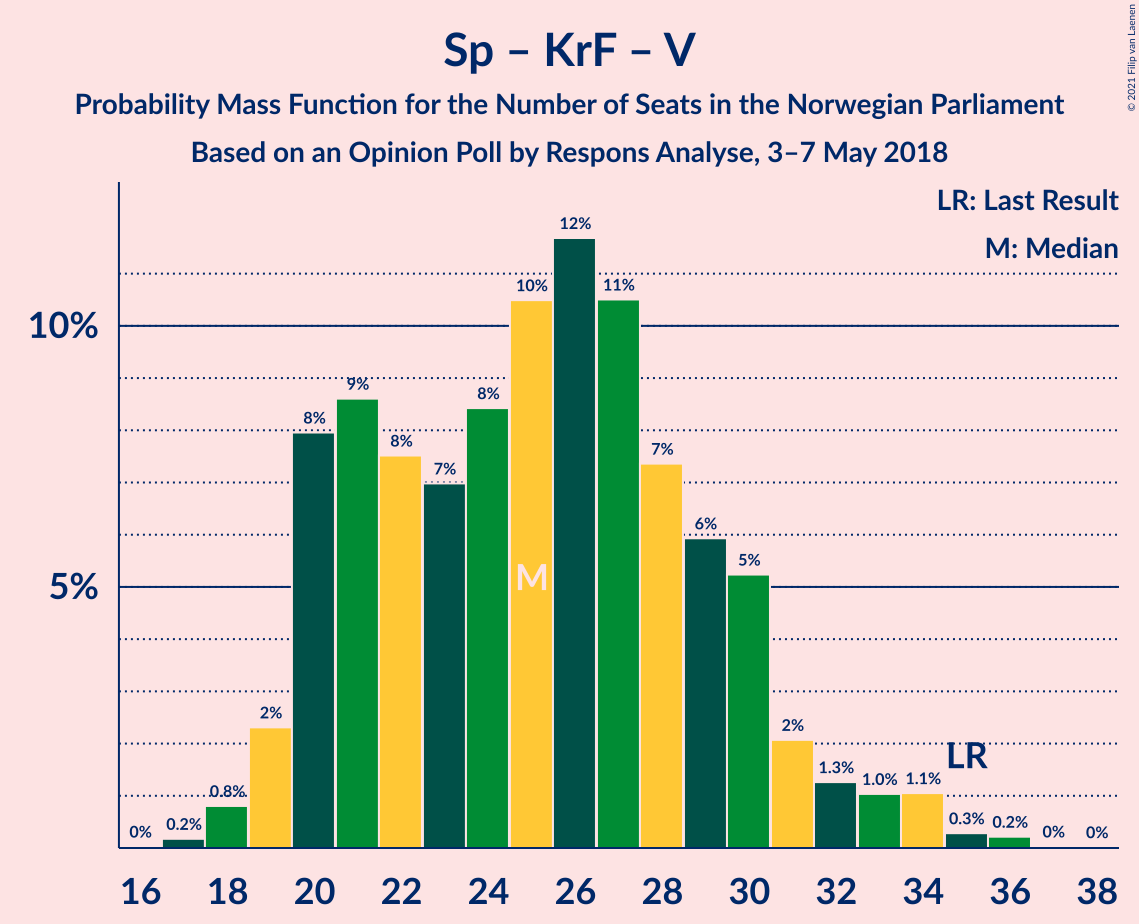 Sp – KrF – V
Probability Mass Function for the Number of Seats in the Norwegian Parliament
Based on an Opinion Poll by Respons Analyse, 3–7 May 2018
© 2021 Filip van Laenen
LR: Last Result
M: Median
10%
5%
0%
0.2%
0.8%
2%
8%
9%
8%
7%
8%
10%
12%
11%
7%
6%
5%
2%
1.3%
1.0%
1.1%
0.3%
0.2%
0%
0%
M
LR
16 18 20 22 24 26 28 30 32 34 36 38